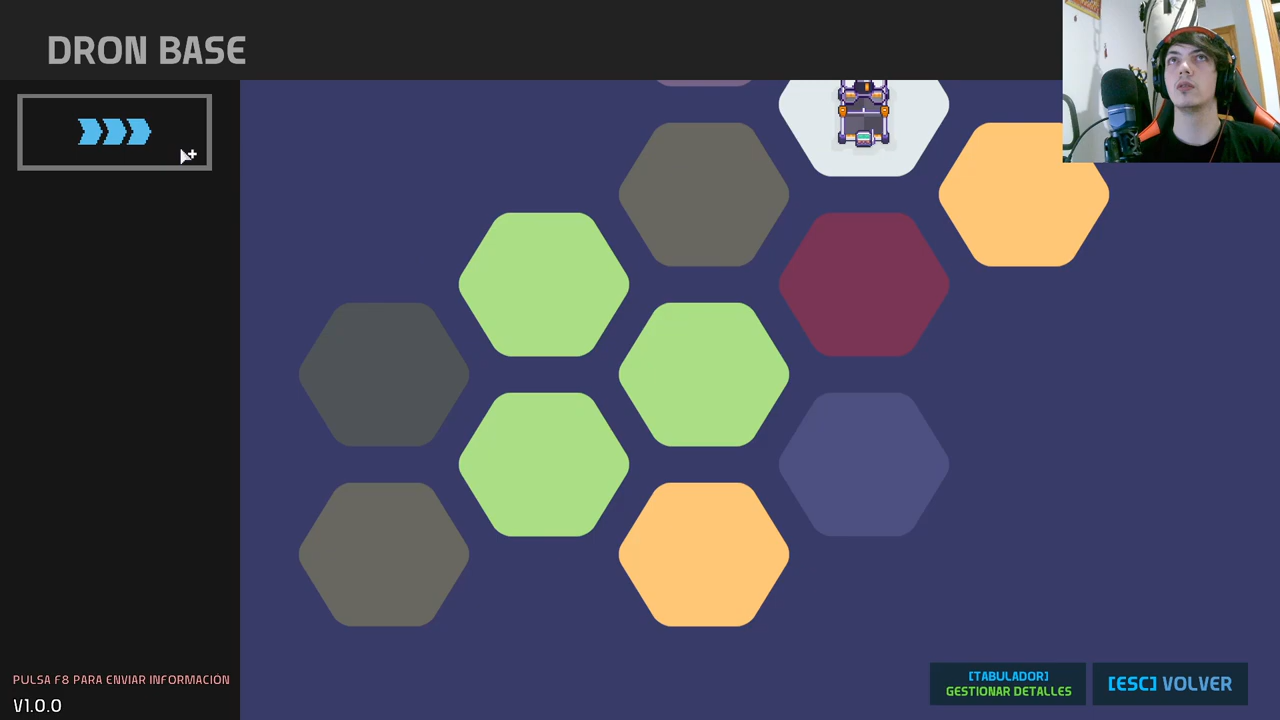 DRON BASE
PULSA F8 PARA ENVIAR INFORMACIÓN
V1.0.0
[TABULADOR]
GESTIONAR DETALLES
[ESC] VOLVER